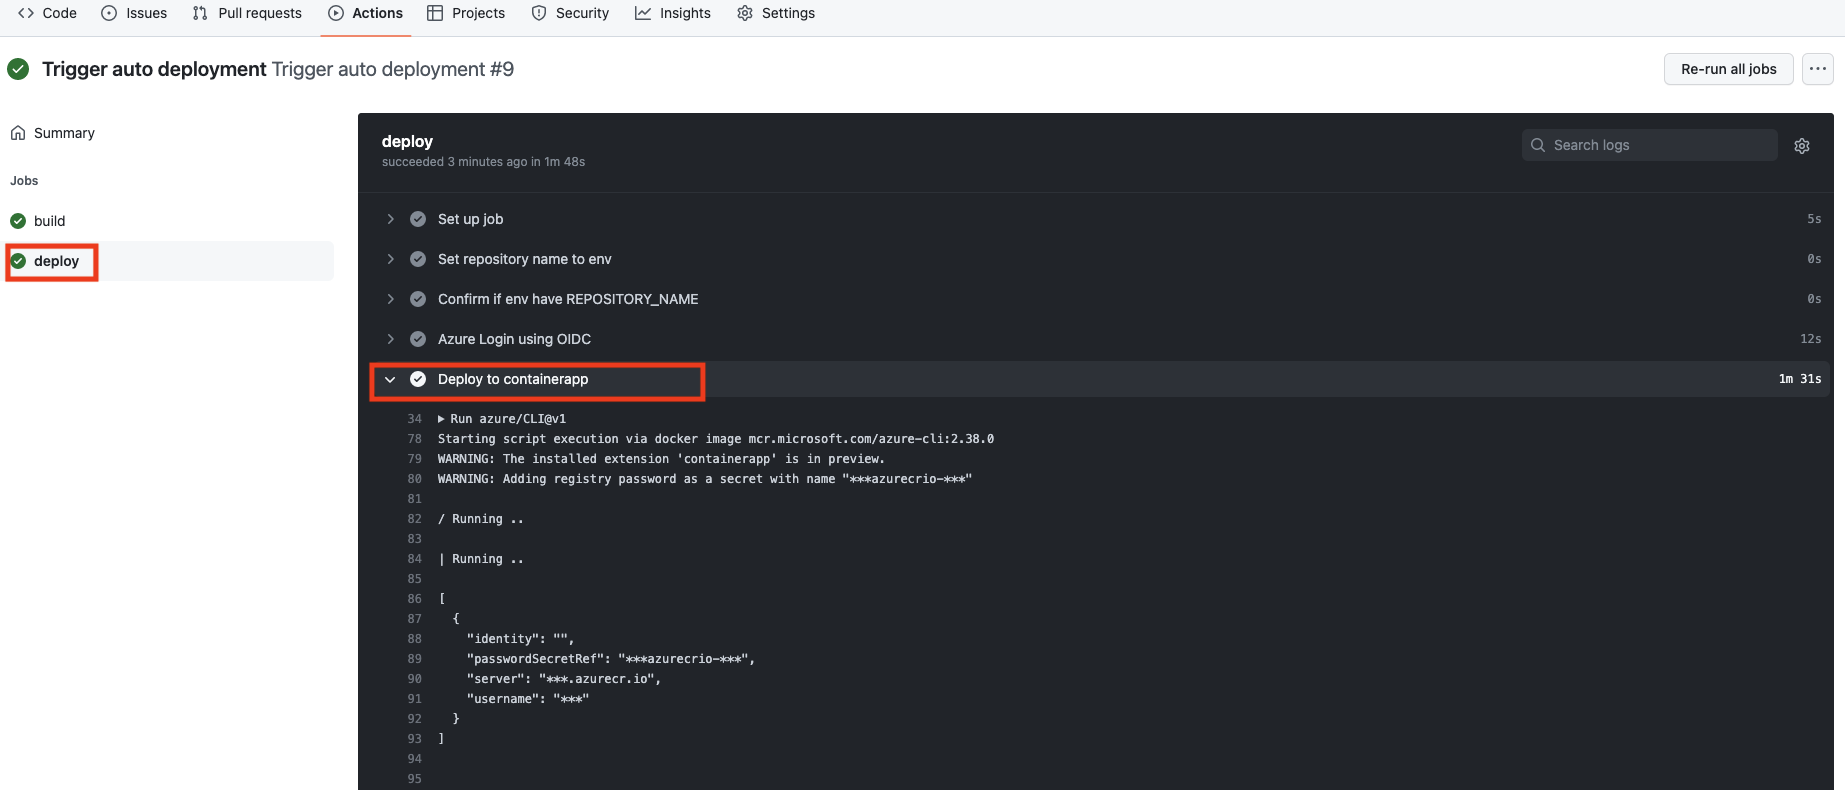 Code Issues Pull requests Actions Projects Security Insights Settings
Trigger auto deployment Trigger auto deployment #9
Re-run all jobs
Summary
Jobs
build
deploy
deploy
succeeded 3 minutes ago in 1m 48s
Search logs
Set up job 5s
Set repository name to env 0s
Confirm if env have REPOSITORY_NAME 0s
Azure Login using OIDC 12s
Deploy to containerapp 1m 31s
34 Run azure/CLI@v1
78 Starting script execution via docker image mcr.microsoft.com/azure-cli:2.38.0
79 WARNING: The installed extension 'containerapp' is in preview.
80 WARNING: Adding registry password as a secret with name "***azurecrio-***"
81
82 / Running ..
83
84 | Running ..
85
86 [
87 {
88 "identity": "",
89 "passwordSecretRef": "***azurecrio-***",
90 "server": "***.azurecr.io",
91 "username": "***"
92 }
93 ]
94
95